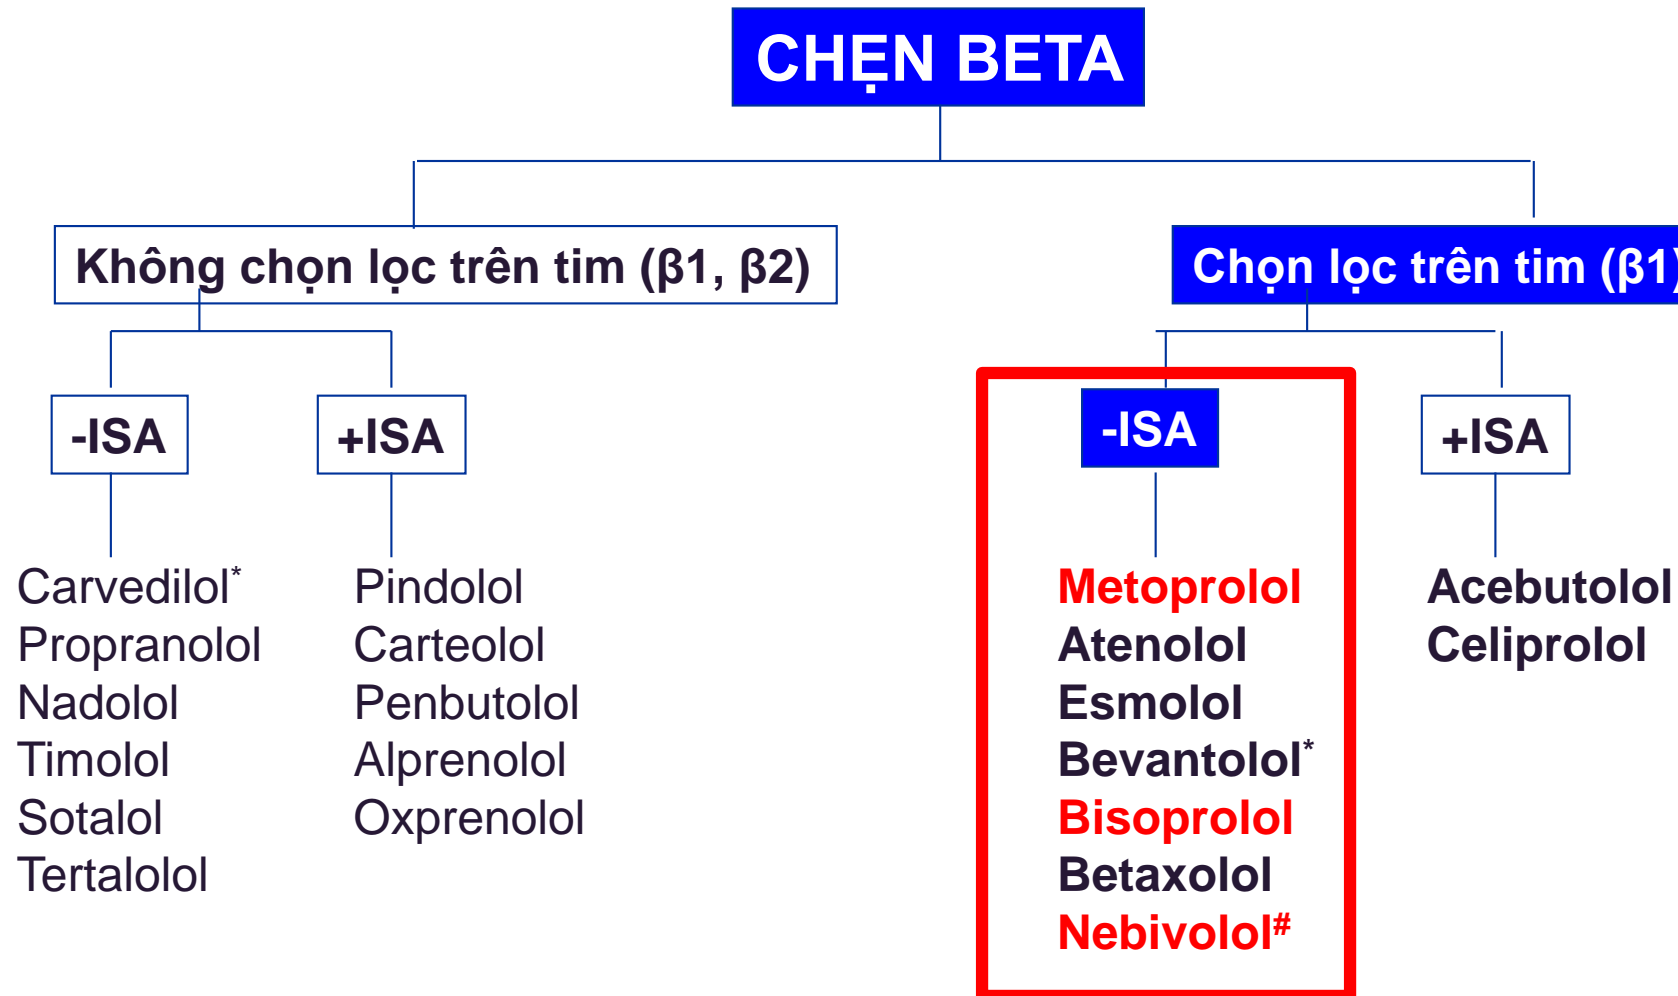 CHẸN BETA
Không chọn lọc trên tim (β1, β2)
Chọn lọc trên tim (β1)
-ISA
+ISA
-ISA
+ISA
Carvedilol*
Propranolol
Nadolol
Timolol
Sotalol
Tertalolol
Pindolol
Carteolol
Penbutolol
Alprenolol
Oxprenolol
Metoprolol
Atenolol
Esmolol
Bevantolol*
Bisoprolol
Betaxolol
Nebivolol#
Acebutolol
Celiprolol